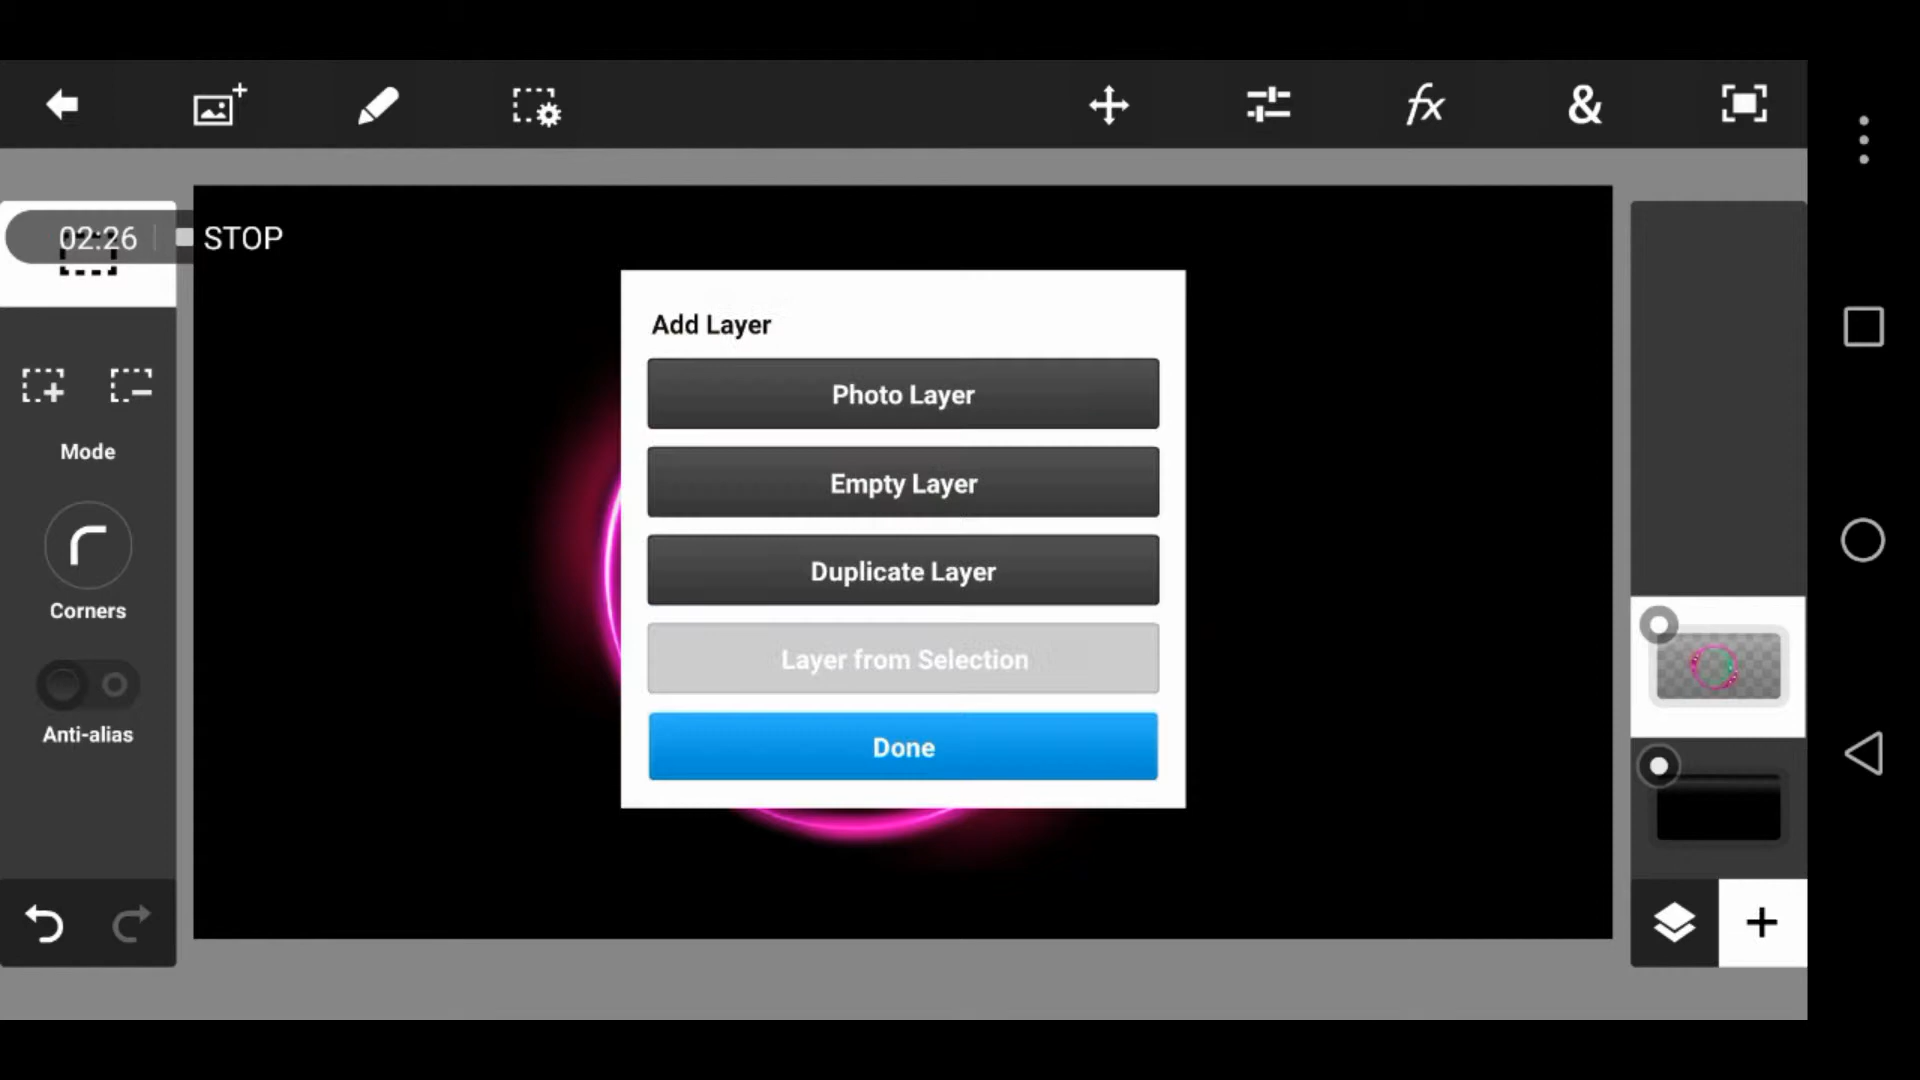 fx
&
02:26
STOP
Add Layer
Photo Layer
Empty Layer
Duplicate Layer
Layer from Selection
Done
Mode
Corners
Anti-alias